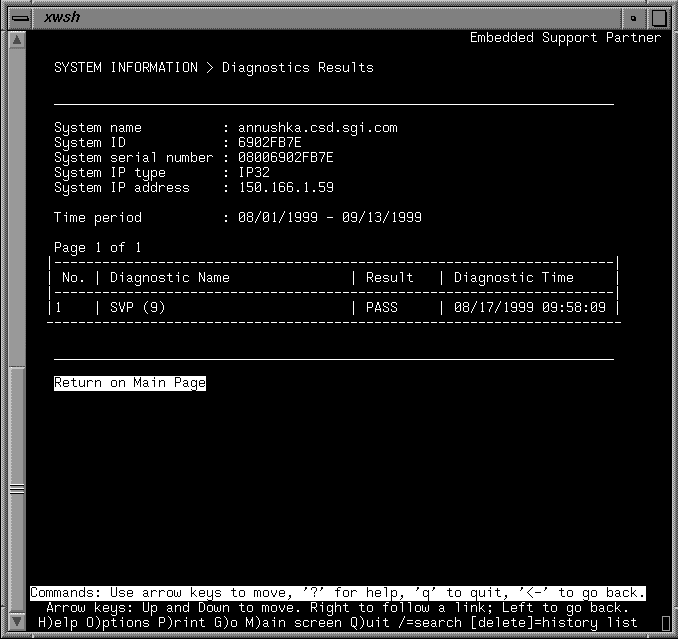 xwsh
Embedded Support Partner
SYSTEM INFORMATION > Diagnostics Results
System name : annushka.csd.sgi.com
System ID : 6902FB7E
System serial number : 08006902FB7E
System IP type : IP32
System IP address : 150.166.1.59
Time period : 08/01/1999 - 09/13/1999
Page 1 of 1
|----------------------------------------------------------------------|
| No. | Diagnostic Name | Result | Diagnostic Time |
|----------------------------------------------------------------------|
|1 | SVP (9) | PASS | 08/17/1999 09:58:09 |
------------------------------------------------------------------------
Return on Main Page
Commands: Use arrow keys to move, '?' for help, 'q' to quit, '<-' to go back.
Arrow keys: Up and Down to move. Right to follow a link; Left to go back.
H)elp O)ptions P)rint G)o M)ain screen Q)uit /=search [delete]=history list